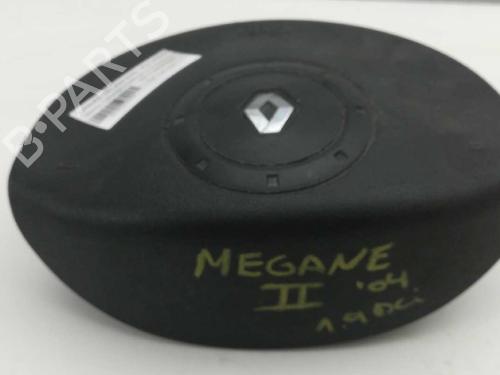 B-PARTS
MEGANE
II '04
1.9 DCi